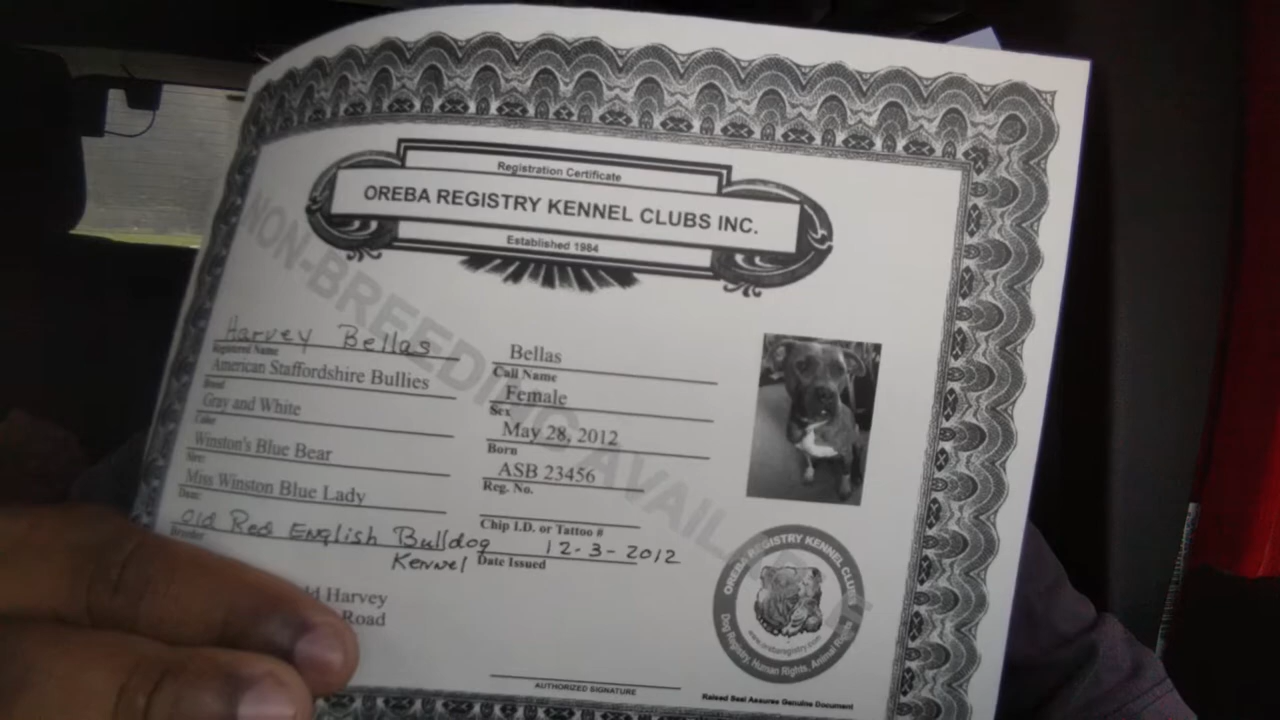 Registration Certificate
OREBA REGISTRY KENNEL CLUBS INC.
Established 1984
NON-BREEDING AVAIL
Harvey Bellas
Registered Name
American Staffordshire Bullies
Breed
Gray and White
Color
Winston's Blue Bear
Sire:
Miss Winston Blue Lady
Dam:
Old Red English Bulldog
Kennel
Breeder
Bellas
Call Name
Female
Sex
May 28, 2012
Born
ASB 23456
Reg. No.
Chip I.D. or Tattoo #
12-3-2012
Date Issued
ld Harvey
Road
AUTHORIZED SIGNATURE
OREBA REGISTRY KENNEL CLUBS
www.orebaregistry.com
Dog Registry, Human Rights, Animal Rights
Raised Seal Assures Genuine Document